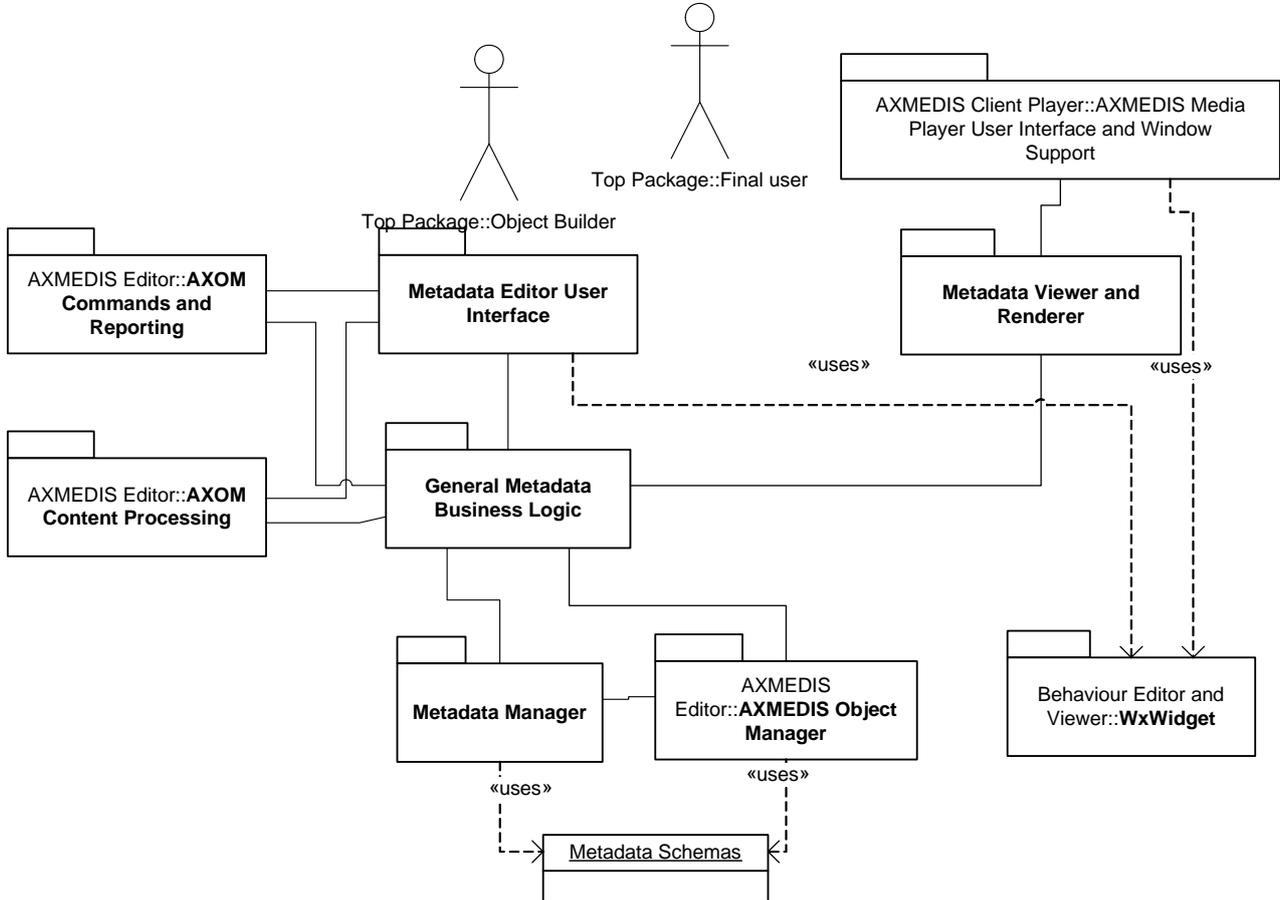 AXMEDIS Client Player::AXMEDIS Media
Player User Interface and Window
Support
Top Package::Final user
Top Package::Object Builder
AXMEDIS Editor::AXOM
Commands and
Reporting
Metadata Editor User
Interface
Metadata Viewer and
Renderer
«uses»
«uses»
AXMEDIS Editor::AXOM
Content Processing
General Metadata
Business Logic
Metadata Manager
AXMEDIS
Editor::AXMEDIS Object
Manager
Behaviour Editor and
Viewer::WxWidget
«uses»
«uses»
Metadata Schemas